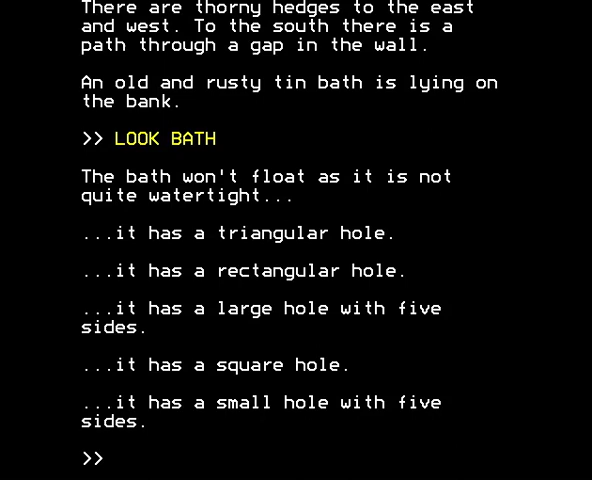 There are thorny hedges to the east
and west. To the south there is a
path through a gap in the wall.
An old and rusty tin bath is lying on
the bank.
>> LOOK BATH
The bath won't float as it is not
quite watertight...
...it has a triangular hole.
...it has a rectangular hole.
...it has a large hole with five
sides.
...it has a square hole.
...it has a small hole with five
sides.
>>